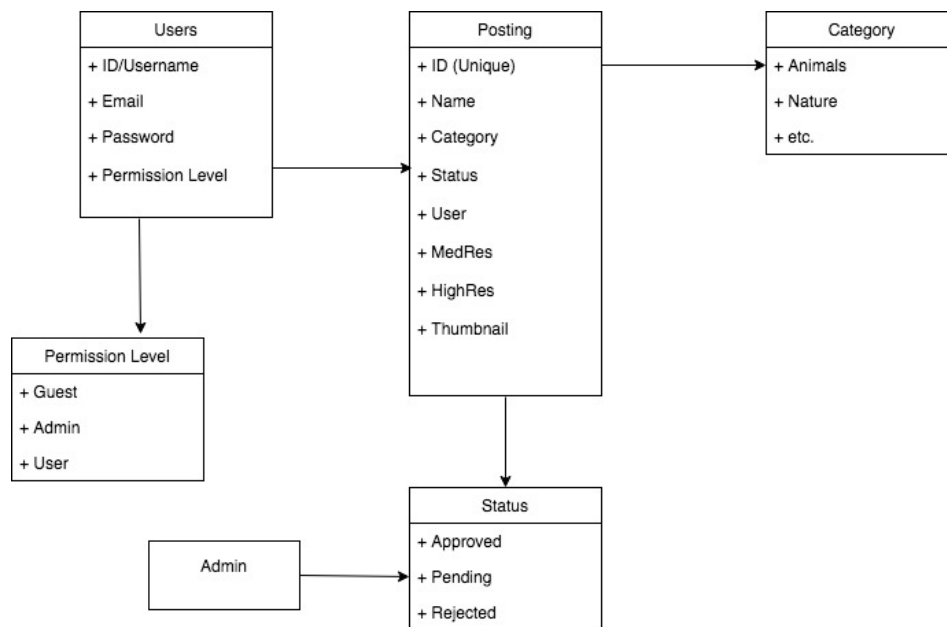 Users
+ ID/Username
+ Email
+ Password
+ Permission Level
Posting
+ ID (Unique)
+ Name
+ Category
+ Status
+ User
+ MedRes
+ HighRes
+ Thumbnail
Category
+ Animals
+ Nature
+ etc.
Permission Level
+ Guest
+ Admin
+ User
Admin
Status
+ Approved
+ Pending
+ Rejected